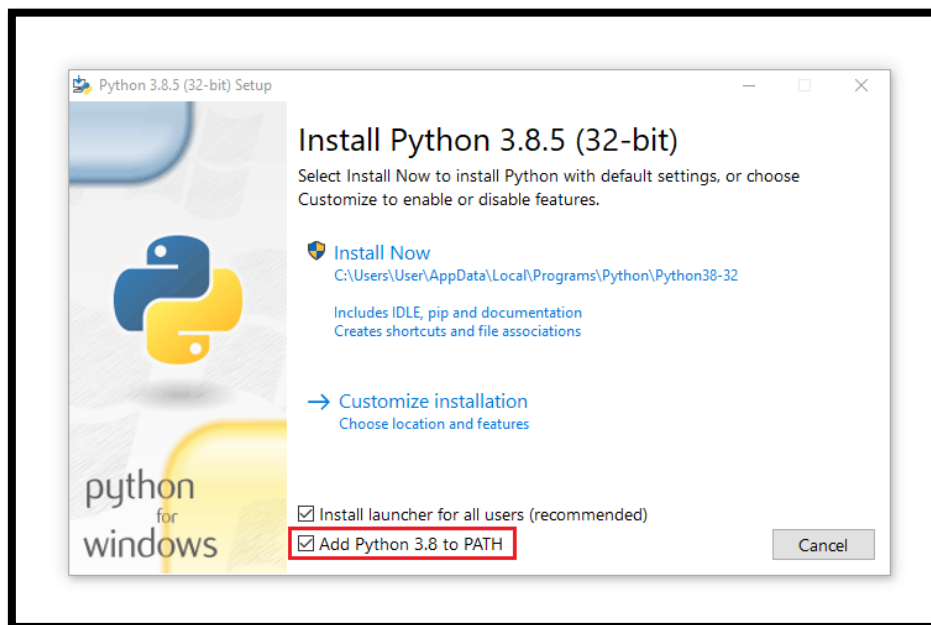 Python 3.8.5 (32-bit) Setup
Install Python 3.8.5 (32-bit)
Select Install Now to install Python with default settings, or choose
Customize to enable or disable features.
Install Now
C:\Users\User\AppData\Local\Programs\Python\Python38-32
Includes IDLE, pip and documentation
Creates shortcuts and file associations
Customize installation
Choose location and features
python
for
windows
Install launcher for all users (recommended)
Add Python 3.8 to PATH
Cancel